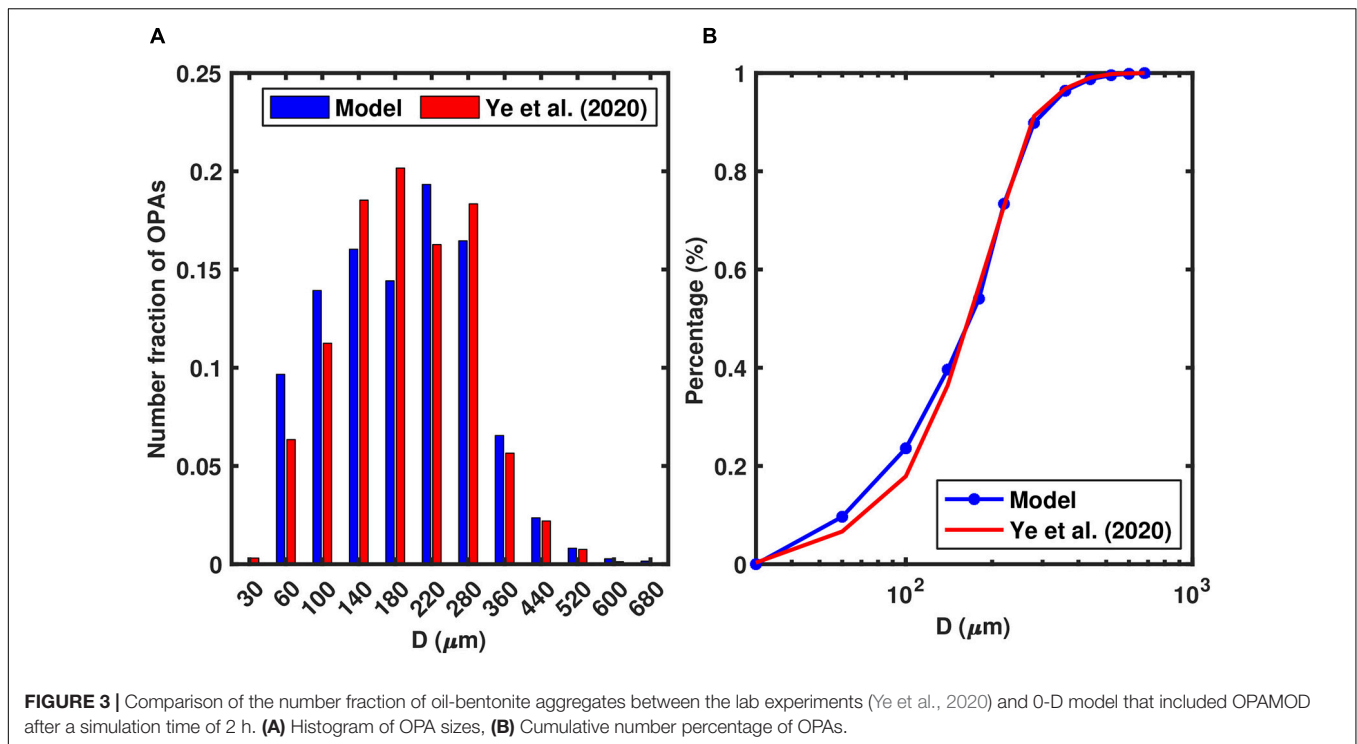 A
0.25
0.2
0.15
0.1
0.05
0
Number fraction of OPAs
Model
Ye et al. (2020)
30 60 100 140 180 220 280 360 440 520 600 680
D (μm)
B
1
0.8
0.6
0.4
0.2
0
Percentage (%)
Model
Ye et al. (2020)
10² 10³
D (μm)
FIGURE 3 | Comparison of the number fraction of oil-bentonite aggregates between the lab experiments (Ye et al., 2020) and 0-D model that included OPAMOD
after a simulation time of 2 h. (A) Histogram of OPA sizes, (B) Cumulative number percentage of OPAs.